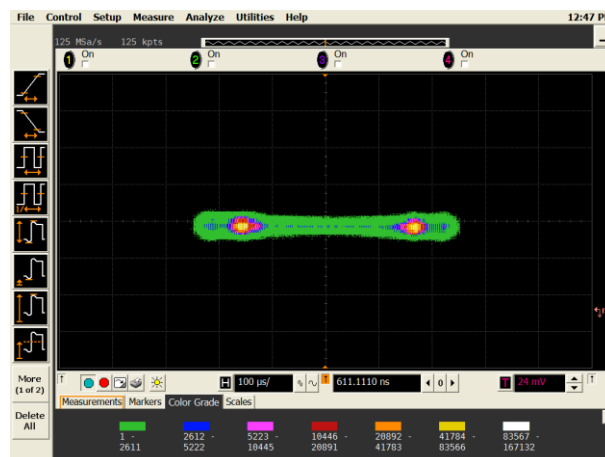 File Control Setup Measure Analyze Utilities Help 12:47 P
125 MSa/s 125 kpts
1 On 2 On 3 On 4 On
More
(1 of 2)
Delete
All
H 100 µs/ 611.1110 ns 0 T 24 mV
Measurements Markers Color Grade Scales
1 - 2612 - 5223 - 10446 - 20892 - 41784 - 83567 -
2611 5222 10445 20891 41783 83566 167132